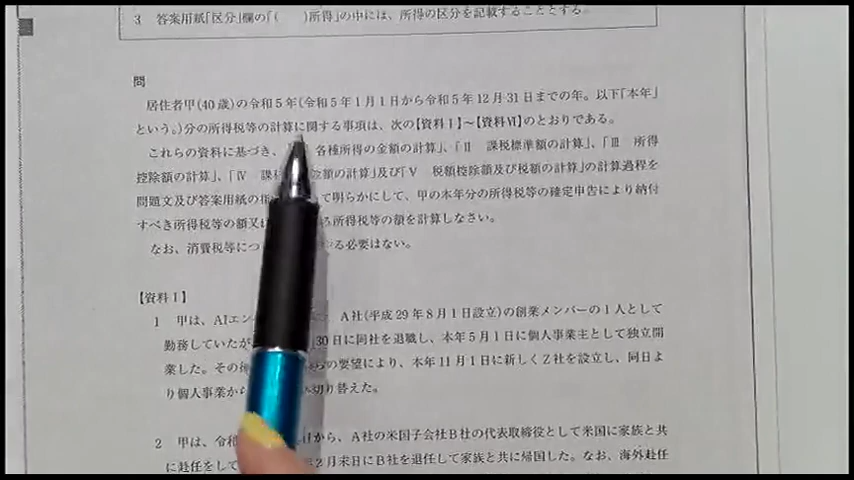 3 答案用紙「区分」欄の「( )所得」の中には、所得の区分を記載することとする。
問
居住者甲(40歳)の令和5年(令和5年1月1日から令和5年12月31日までの年。以下「本年」
という。)分の所得税等の計算に関する事項は、次の【資料Ⅰ】~【資料Ⅵ】のとおりである。
これらの資料に基づき、 各種所得の金額の計算」、「Ⅱ 課税標準額の計算」、「Ⅲ 所得
控除額の計算」、「Ⅳ 課 金額の計算」及び「Ⅴ 税額控除額及び税額の計算」の計算過程を
問題文及び答案用紙の て明らかにして、甲の本年分の所得税等の確定申告により納付
すべき所得税等の額又 所得税等の額を計算しなさい。
なお、消費税等につ る必要はない。
【資料Ⅰ】
1 甲は、AIエン A社(平成29年8月1日設立)の創業メンバーの1人として
勤務していたが 30日に同社を退職し、本年5月1日に個人事業主として独立開
業した。その らの要望により、本年11月1日に新しくZ社を設立し、同日よ
り個人事業か 切り替えた。
2 甲は、令和 から、A社の米国子会社B社の代表取締役として米国に家族と共
に赴任をして 2月末日にB社を退任して家族と共に帰国した。なお、海外赴任